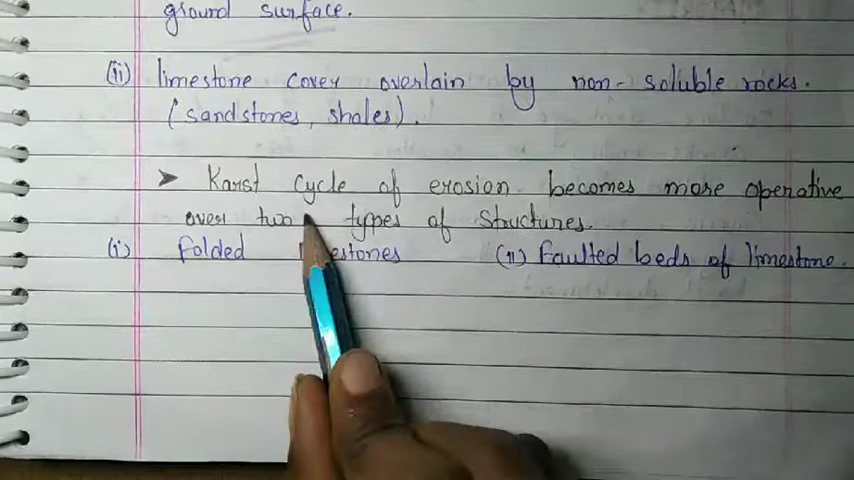 ground surface.
(ii) limestone cover overlain by non-soluble rocks.
(sandstones, shales).
➤ Karst cycle of erosion becomes more operative
over two types of structures.
(i) folded estones (ii) faulted beds of limestone.